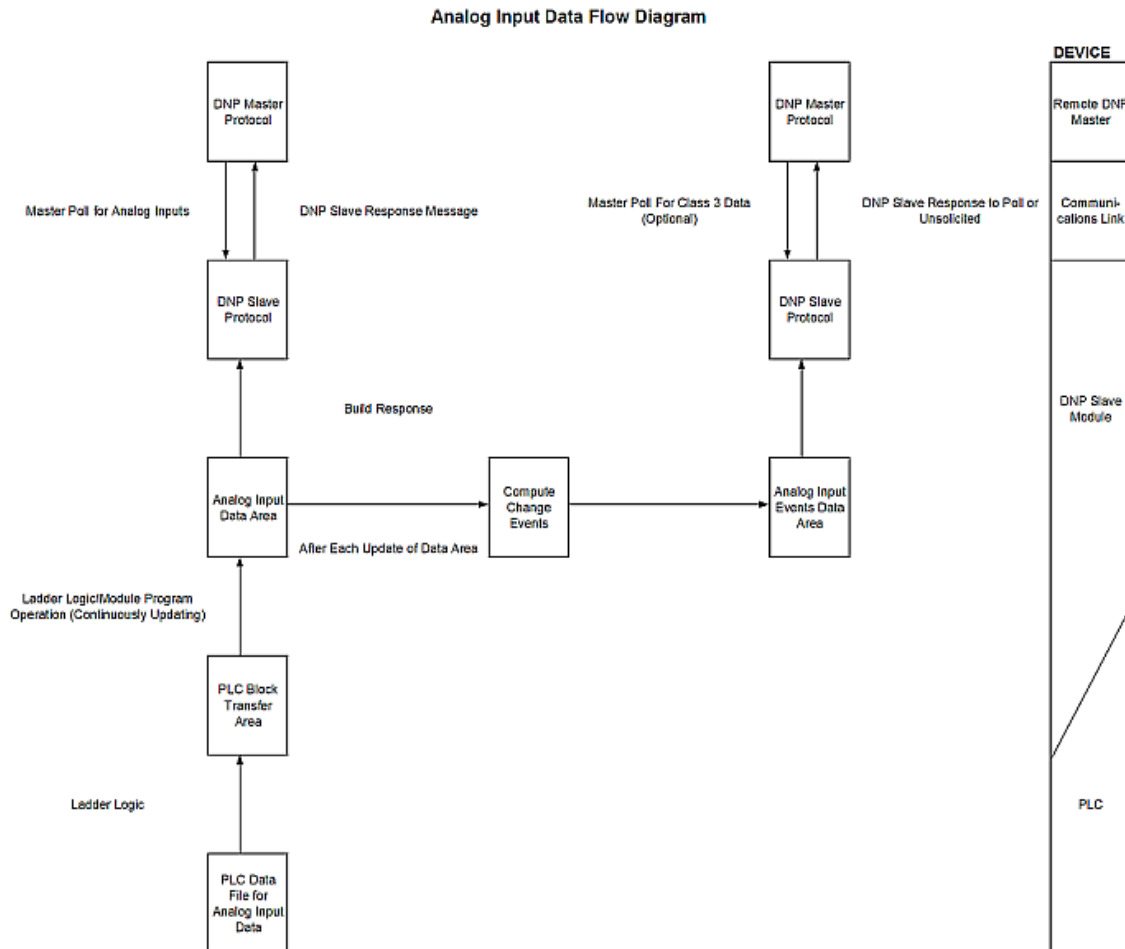 Analog Input Data Flow Diagram
DEVICE
DNP Master
Protocol
DNP Master
Protocol
Remote DNP
Master
Master Poll for Analog Inputs
DNP Slave Response Message
Master Poll For Class 3 Data
(Optional)
DNP Slave Response to Poll or
Unsolicited
Communi-
cations Link
DNP Slave
Protocol
DNP Slave
Protocol
Build Response
DNP Slave
Module
Analog Input
Data Area
Compute
Change
Events
Analog Input
Events Data
Area
After Each Update of Data Area
Ladder Logic/Module Program
Operation (Continuously Updating)
PLC Block
Transfer
Area
Ladder Logic
PLC
PLC Data
File for
Analog Input
Data